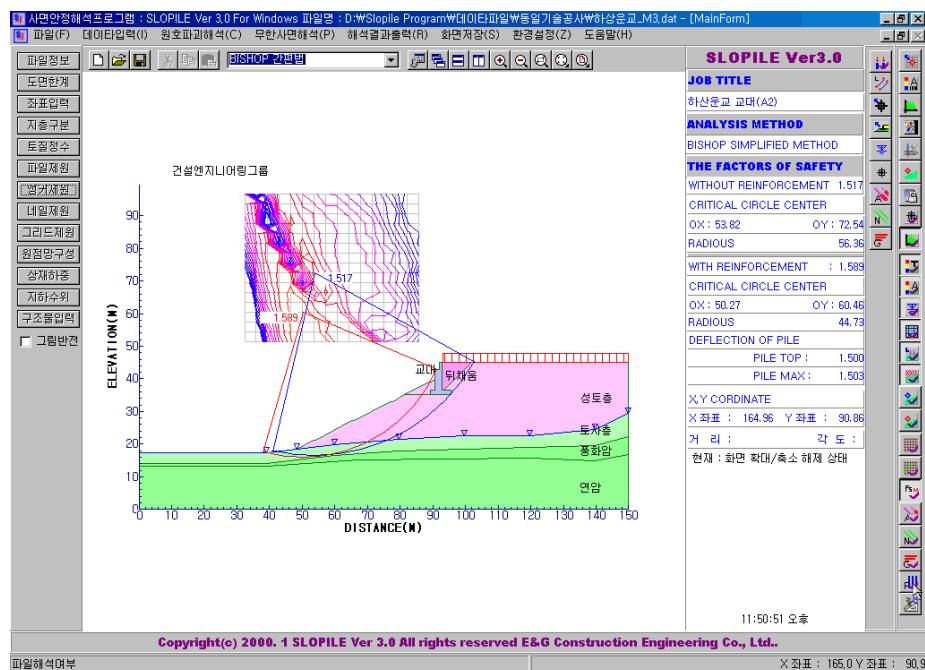 사면안정해석프로그램 : SLOPILE Ver 3,0 For Windows 파일명 : D:₩Slopile Program₩데이타파일₩동일기술공사₩하상운교_M3.dat - [MainForm]
파일(F) 데이타입력(I) 원호파괴해석(C) 무한사면해석(P) 해석결과출력(R) 화면저장(S) 환경설정(Z) 도움말(H)
파일정보
도면한계
좌표입력
지층구분
토질정수
파일제원
앵커제원
네일제원
그리드제원
원점망구성
상재하중
지하수위
구조물입력
그림반전
BISHOP 간편법
건설엔지니어링그룹
ELEVATION(M)
90
80
70
60
50
40
30
20
10
0
1.517
1.589
교대
뒤채움
성토층
토사층
풍화암
연암
0 10 20 30 40 50 60 70 80 90 100 110 120 130 140 150
DISTANCE(M)
SLOPILE Ver3.0
JOB TITLE
하산운교 교대(A2)
ANALYSIS METHOD
BISHOP SIMPLIFIED METHOD
THE FACTORS OF SAFETY
WITHOUT REINFORCEMENT 1.517
CRITICAL CIRCLE CENTER
OX : 53.82 OY : 72.54
RADIOUS 56.36
WITH REINFORCEMENT : 1.589
CRITICAL CIRCLE CENTER
OX : 50.27 OY : 60.46
RADIOUS 44.73
DEFLECTION OF PILE
PILE TOP : 1.500
PILE MAX : 1.503
X,Y CORDINATE
X 좌표 : 164.96 Y 좌표 : 90.86
거 리 : 각 도 :
현재 : 화면 확대/축소 해제 상태
11:50:51 오후
Copyright(c) 2000. 1 SLOPILE Ver 3.0 All rights reserved E&G Construction Engineering Co., Ltd..
파일해석여부
X 좌표 : 165,0 Y 좌표 : 90,9